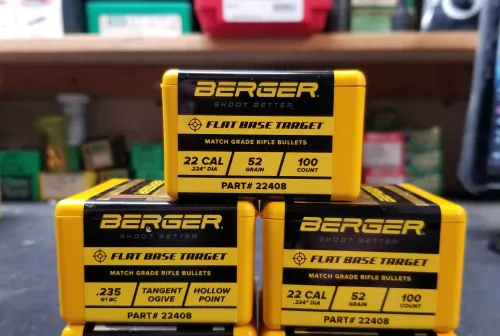 BERGER
SHOOT BETTER
FLAT BASE TARGET
MATCH GRADE RIFLE BULLETS
22 CAL 52 100
.224" DIA GRAIN COUNT
PART# 22408
BERGER
SHOOT BETTER
FLAT BASE TARGET
MATCH GRADE RIFLE BULLETS
.235 TANGENT HOLLOW
G1 BC OGIVE POINT
PART# 22408
BERGER
SHOOT BETTER
FLAT BASE TARGET
MATCH GRADE RIFLE BULLETS
22 CAL 52 100
.224" DIA GRAIN COUNT
PART# 22408